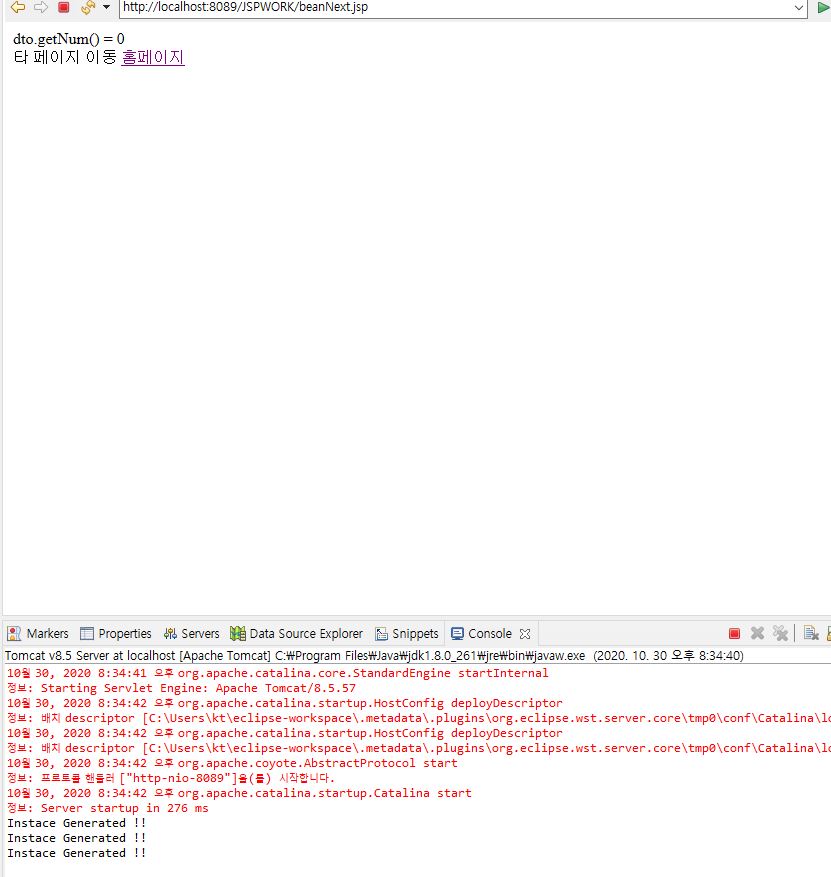 http://localhost:8089/JSPWORK/beanNext.jsp
dto.getNum() = 0
타 페이지 이동 홈페이지
Markers Properties Servers Data Source Explorer Snippets Console
Tomcat v8.5 Server at localhost [Apache Tomcat] C:₩Program Files₩Java₩jdk1.8.0_261₩jre₩bin₩javaw.exe (2020. 10. 30 오후 8:34:40)
10월 30, 2020 8:34:41 오후 org.apache.catalina.core.StandardEngine startInternal
정보: Starting Servlet Engine: Apache Tomcat/8.5.57
10월 30, 2020 8:34:42 오후 org.apache.catalina.startup.HostConfig deployDescriptor
정보: 배치 descriptor [C:\Users\kt\eclipse-workspace\.metadata\.plugins\org.eclipse.wst.server.core\tmp0\conf\Catalina\lo
10월 30, 2020 8:34:42 오후 org.apache.catalina.startup.HostConfig deployDescriptor
정보: 배치 descriptor [C:\Users\kt\eclipse-workspace\.metadata\.plugins\org.eclipse.wst.server.core\tmp0\conf\Catalina\lo
10월 30, 2020 8:34:42 오후 org.apache.coyote.AbstractProtocol start
정보: 프로토콜 핸들러 ["http-nio-8089"]을(를) 시작합니다.
10월 30, 2020 8:34:42 오후 org.apache.catalina.startup.Catalina start
정보: Server startup in 276 ms
Instace Generated !!
Instace Generated !!
Instace Generated !!